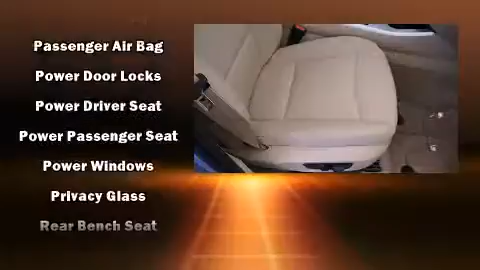 Passenger Air Bag
Power Door Locks
Power Driver Seat
Power Passenger Seat
Power Windows
Privacy Glass
Rear Bench Seat